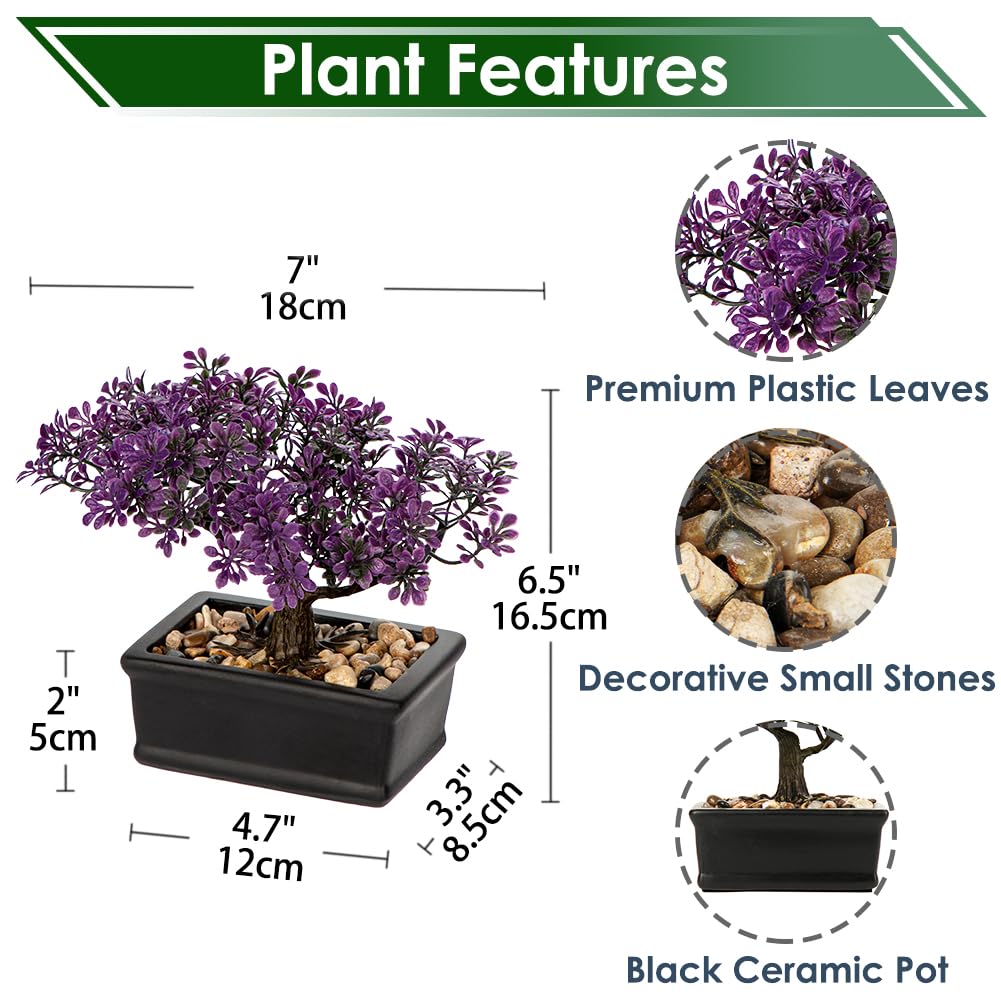 Plant Features
7"
18cm
Premium Plastic Leaves
6.5"
16.5cm
Decorative Small Stones
2"
5cm
4.7"
12cm
3.3"
8.5cm
Black Ceramic Pot